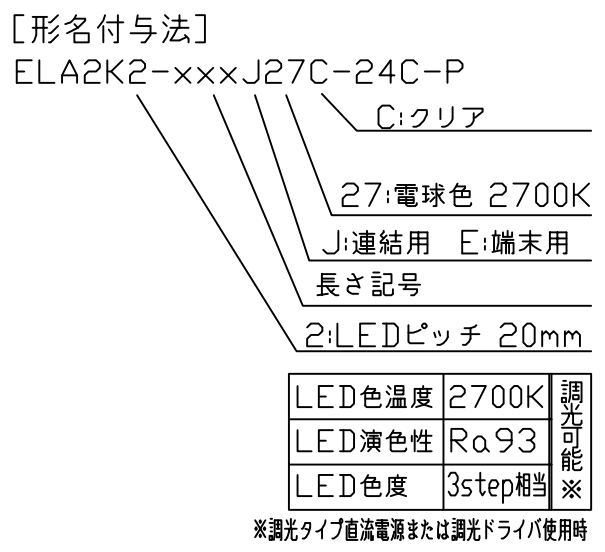 [形名付与法]
ELA2K2-xxxJ27C-24C-P
C:クリア
27:電球色 2700K
J:連結用 E:端末用
長さ記号
2:LEDピッチ 20mm
LED色温度 2700K
LED演色性 Ra93
LED色度 3step相当
調光可能※
※調光タイプ直流電源または調光ドライバ使用時